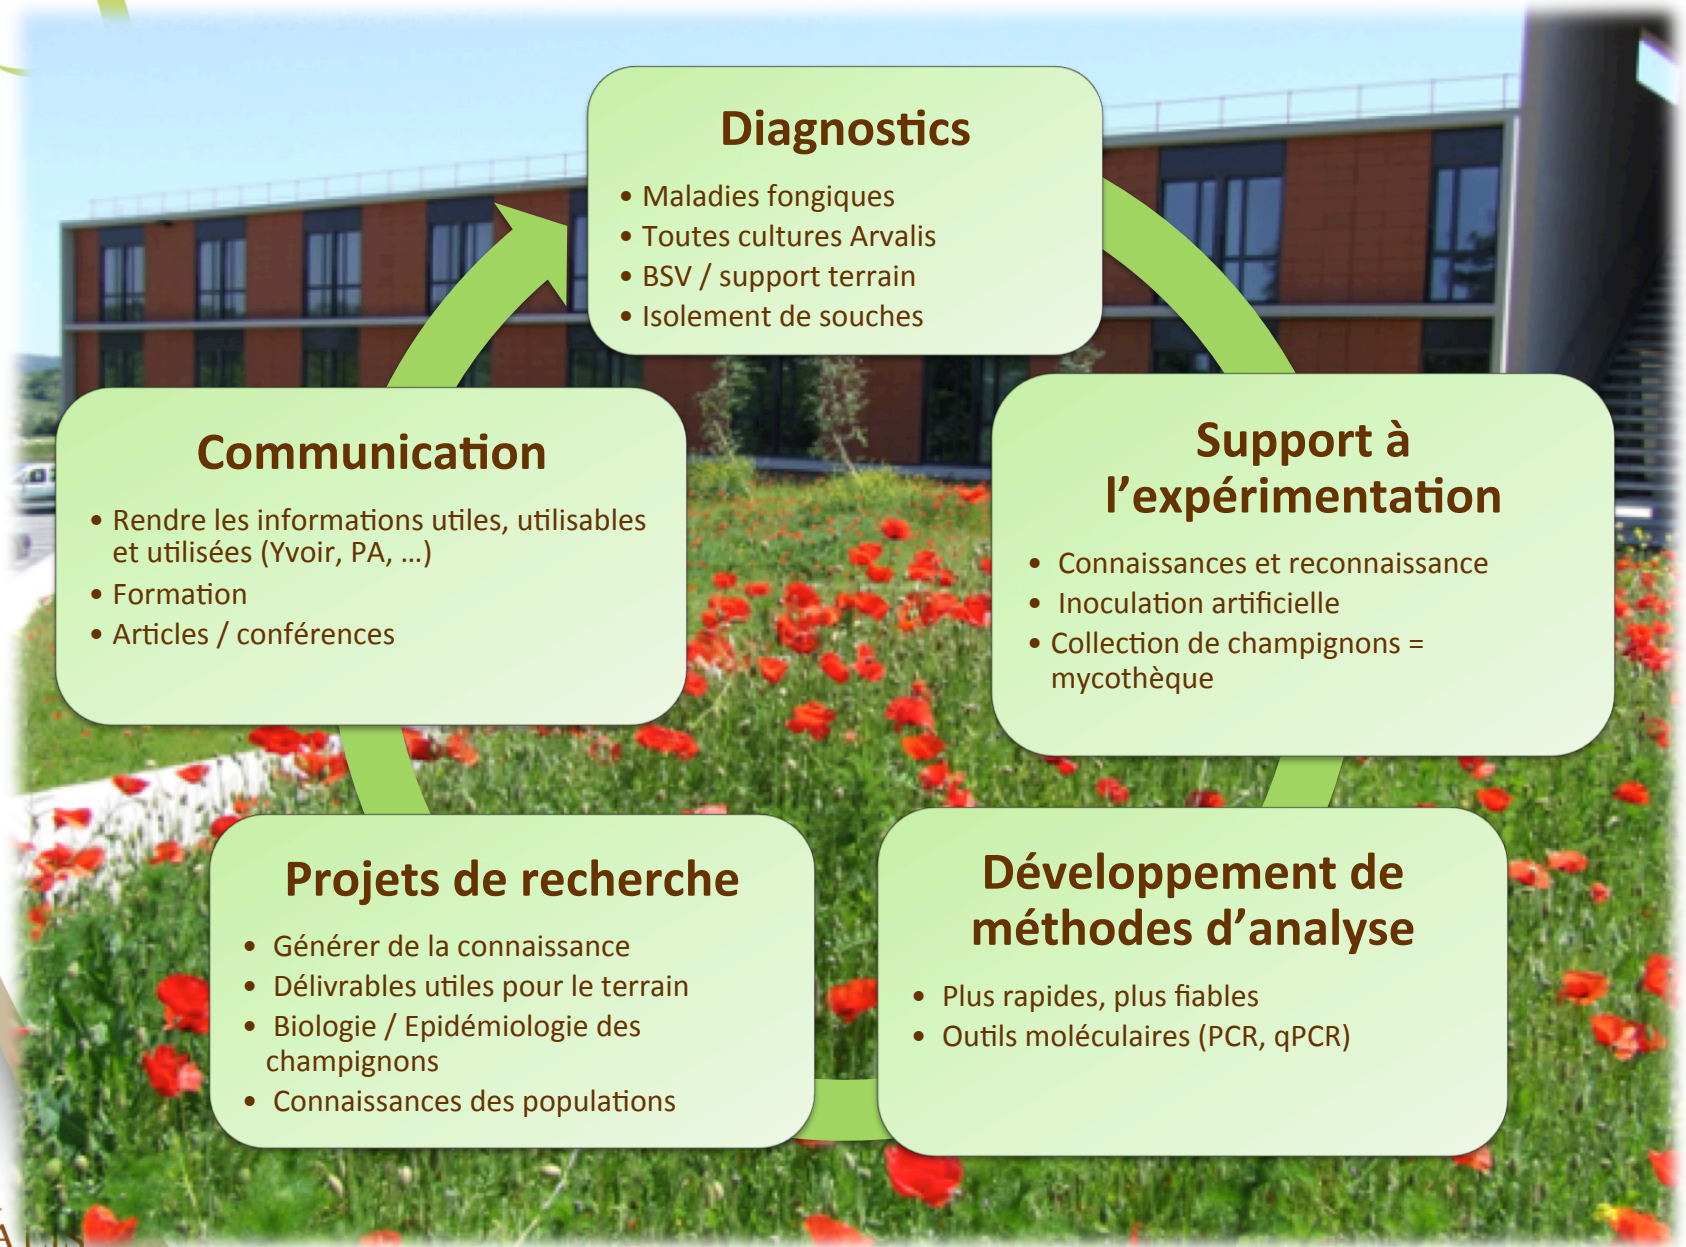 Diagnostics
• Maladies fongiques
• Toutes cultures Arvalis
• BSV / support terrain
• Isolement de souches
Support à
l’expérimentation
• Connaissances et reconnaissance
• Inoculation artificielle
• Collection de champignons =
mycothèque
Développement de
méthodes d’analyse
• Plus rapides, plus fiables
• Outils moléculaires (PCR, qPCR)
Projets de recherche
• Générer de la connaissance
• Délivrables utiles pour le terrain
• Biologie / Epidémiologie des
champignons
• Connaissances des populations
Communication
• Rendre les informations utiles, utilisables
et utilisées (Yvoir, PA, …)
• Formation
• Articles / conférences